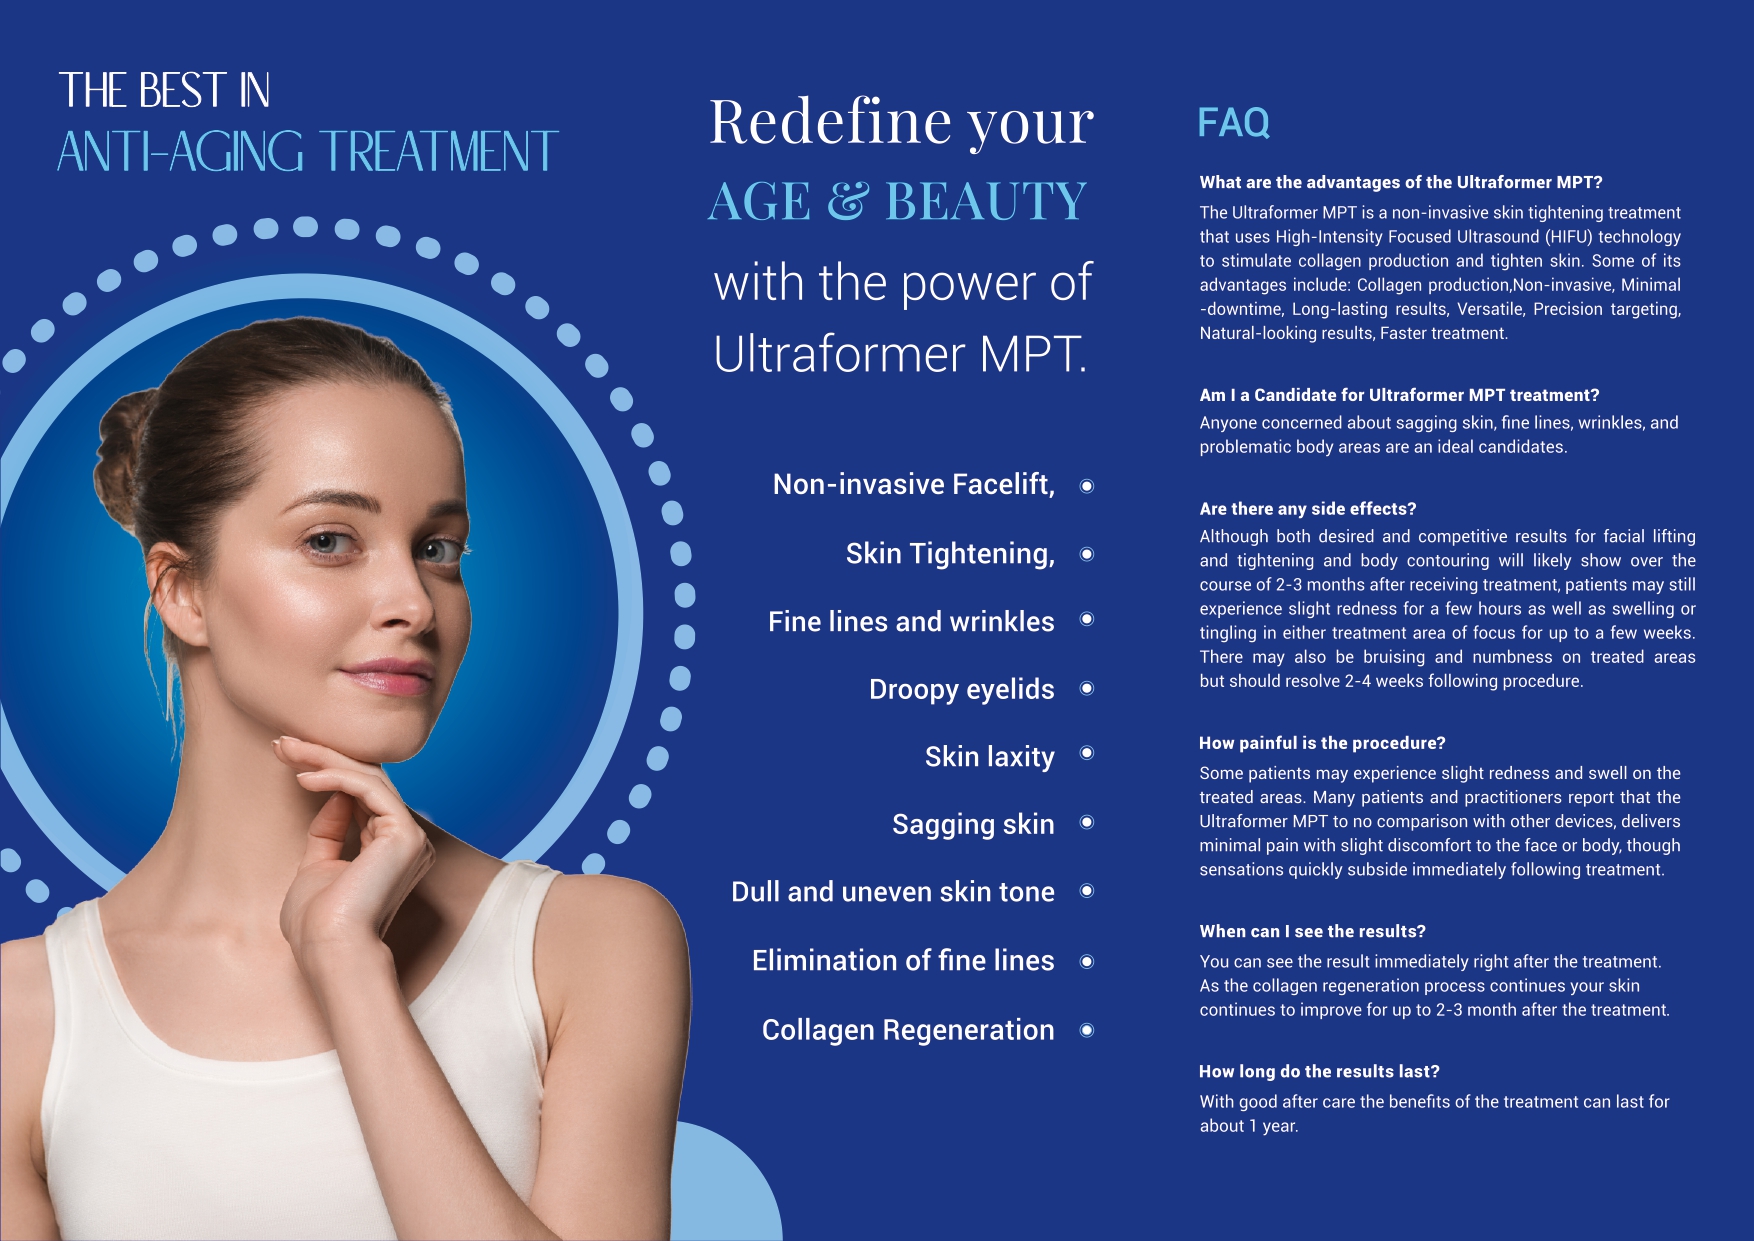 THE BEST IN
ANTI-AGING TREATMENT
Redefine your
AGE & BEAUTY
with the power of
Ultraformer MPT.
Non-invasive Facelift,
Skin Tightening,
Fine lines and wrinkles
Droopy eyelids
Skin laxity
Sagging skin
Dull and uneven skin tone
Elimination of fine lines
Collagen Regeneration
FAQ
What are the advantages of the Ultraformer MPT?
The Ultraformer MPT is a non-invasive skin tightening treatment
that uses High-Intensity Focused Ultrasound (HIFU) technology
to stimulate collagen production and tighten skin. Some of its
advantages include: Collagen production,Non-invasive, Minimal
-downtime, Long-lasting results, Versatile, Precision targeting,
Natural-looking results, Faster treatment.
Am I a Candidate for Ultraformer MPT treatment?
Anyone concerned about sagging skin, fine lines, wrinkles, and
problematic body areas are an ideal candidates.
Are there any side effects?
Although both desired and competitive results for facial lifting
and tightening and body contouring will likely show over the
course of 2-3 months after receiving treatment, patients may still
experience slight redness for a few hours as well as swelling or
tingling in either treatment area of focus for up to a few weeks.
There may also be bruising and numbness on treated areas
but should resolve 2-4 weeks following procedure.
How painful is the procedure?
Some patients may experience slight redness and swell on the
treated areas. Many patients and practitioners report that the
Ultraformer MPT to no comparison with other devices, delivers
minimal pain with slight discomfort to the face or body, though
sensations quickly subside immediately following treatment.
When can I see the results?
You can see the result immediately right after the treatment.
As the collagen regeneration process continues your skin
continues to improve for up to 2-3 month after the treatment.
How long do the results last?
With good after care the benefits of the treatment can last for
about 1 year.